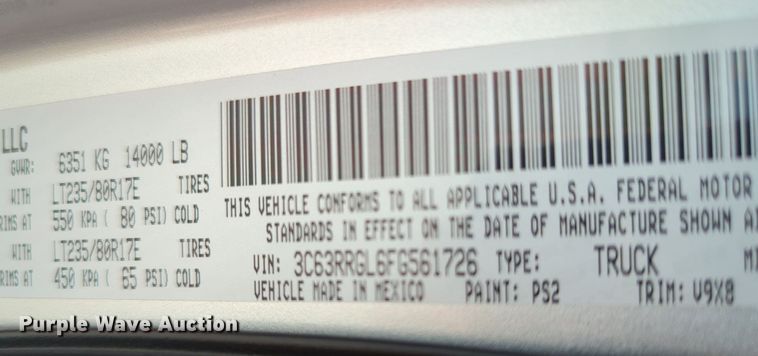 LLC
GVWR: 6351 KG 14000 LB
WITH LT235/80R17E TIRES
RIMS AT 550 KPA ( 80 PSI) COLD
WITH LT235/80R17E TIRES
RIMS AT 450 KPA ( 65 PSI) COLD
THIS VEHICLE CONFORMS TO ALL APPLICABLE U.S.A. FEDERAL MOTOR
STANDARDS IN EFFECT ON THE DATE OF MANUFACTURE SHOWN A
VIN: 3C63RRGL6FG561726 TYPE: TRUCK M
VEHICLE MADE IN MEXICO PAINT: PS2 TRIM: V9X8
Purple Wave Auction